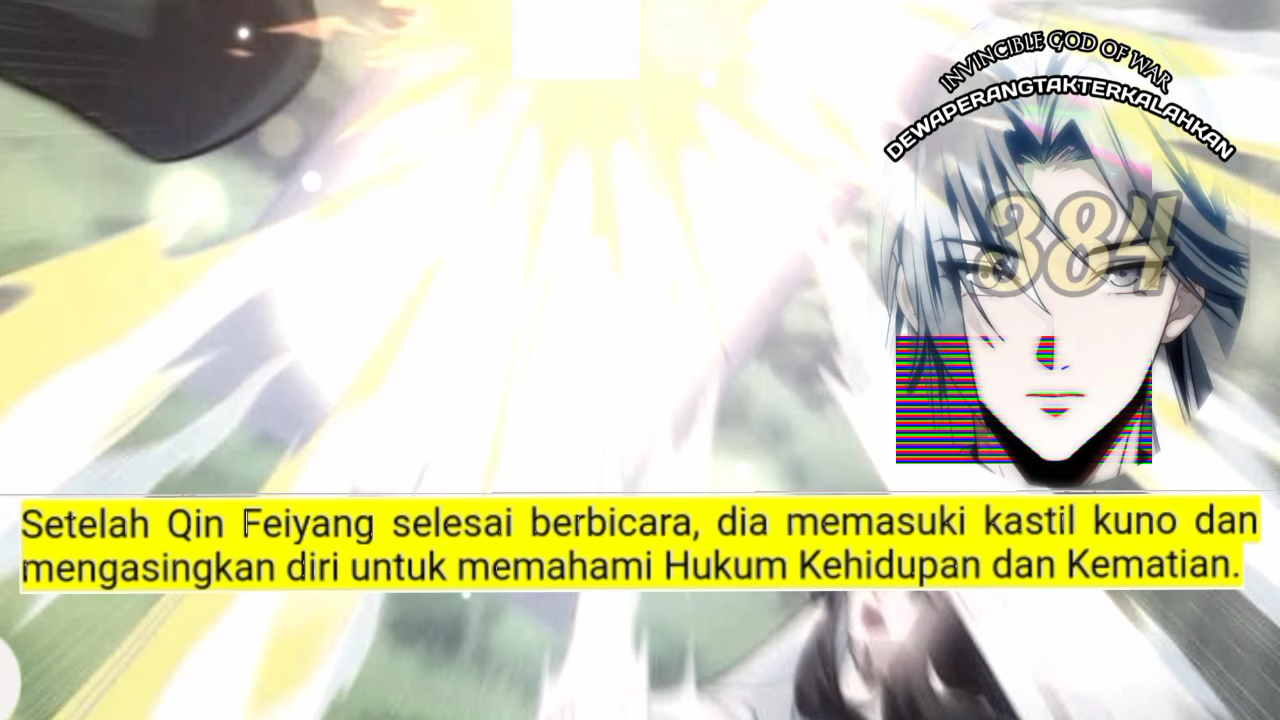 INVINCIBLE GOD OF WAR
DEWAPERANGTAKTERKALAHKAN
384
Setelah Qin Feiyang selesai berbicara, dia memasuki kastil kuno dan
mengasingkan diri untuk memahami Hukum Kehidupan dan Kematian.